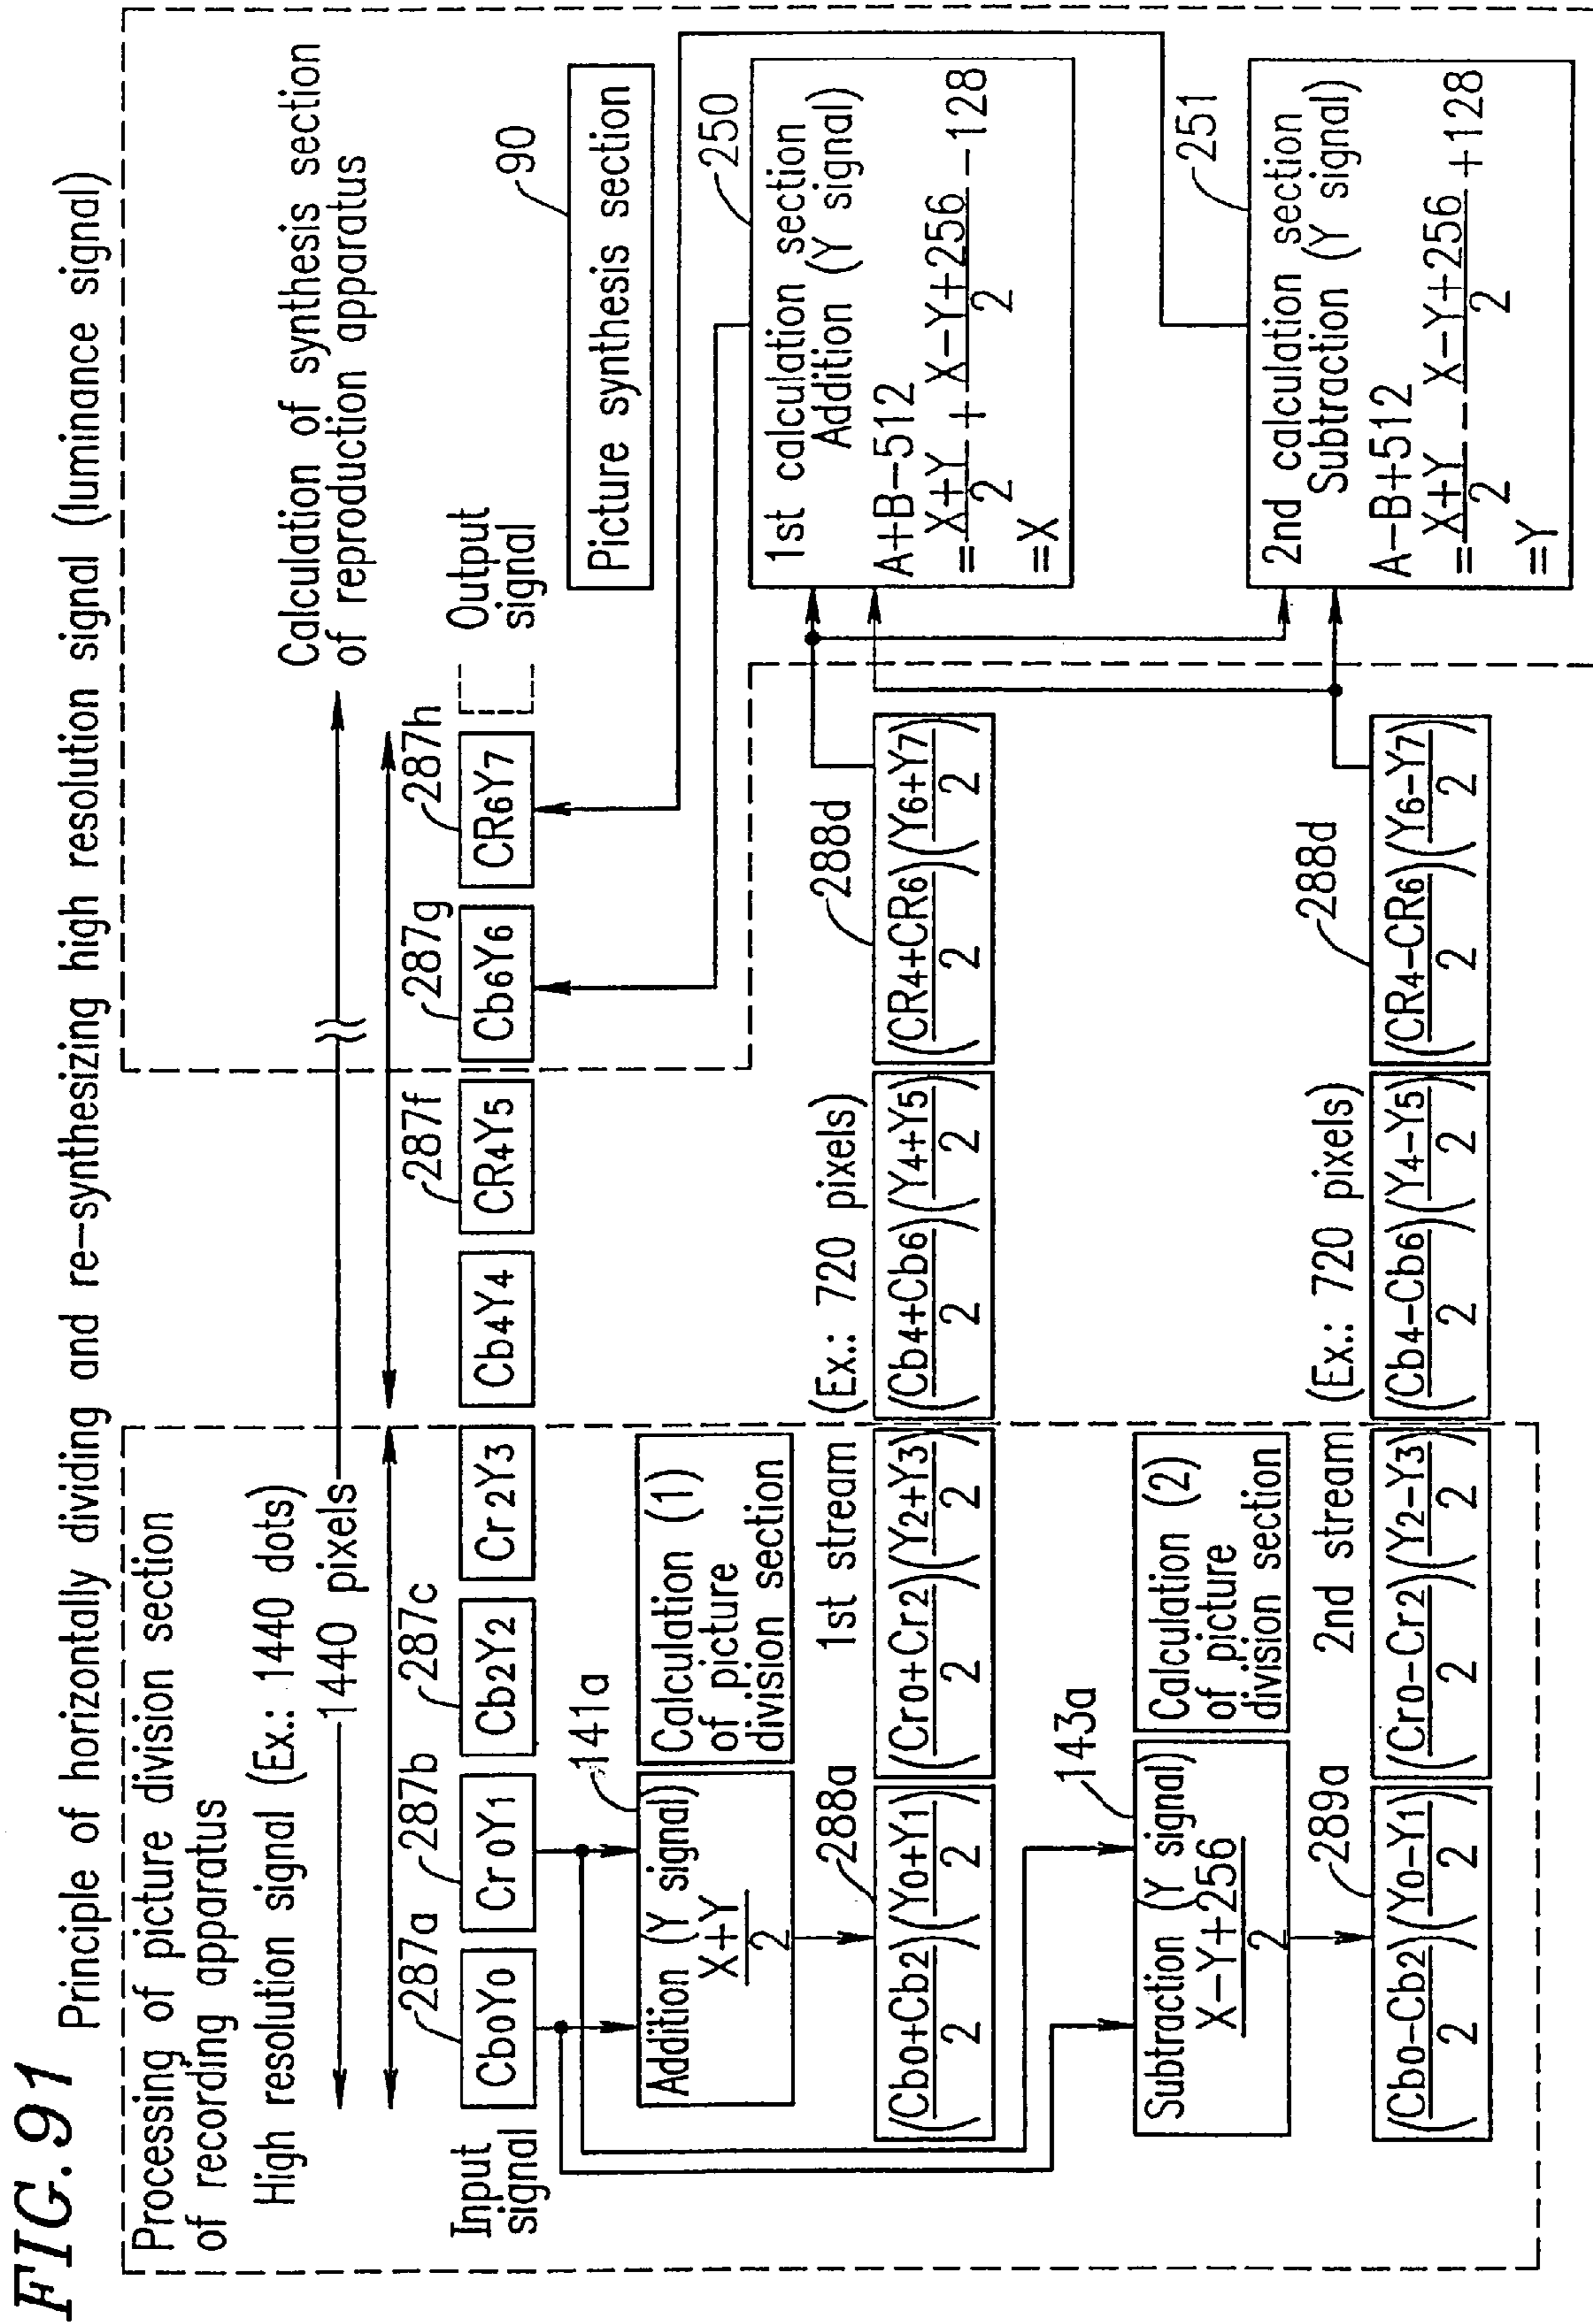 FIG. 91
Principle of horizontally dividing and re-synthesizing high resolution signal (luminance signal)
Processing of picture division section
of recording apparatus
High resolution signal (Ex.: 1440 dots)
1440 pixels
Calculation of synthesis section
of reproduction apparatus
287a
287b
287c
287f
287g
287h
Input
signal
Cb0Y0
Cr0Y1
Cb2Y2
Cr2Y3
Cb4Y4
CR4Y5
Cb6Y6
CR6Y7
Output
signal
90
Picture synthesis section
141a
Addition (Y signal)
X+Y
2
Calculation (1)
of picture
division section
250
1st calculation section
Addition (Y signal)
A+B-512
=X+Y/2 + X-Y+256/2 -128
=X
288a
1st stream
(Ex.: 720 pixels)
288d
(Cb0+Cb2/2)(Y0+Y1/2)
(Cr0+Cr2/2)(Y2+Y3/2)
(Cb4+Cb6/2)(Y4+Y5/2)
(CR4+CR6/2)(Y6+Y7/2)
143a
Subtraction (Y signal)
X-Y+256
2
Calculation (2)
of picture
division section
251
2nd calculation section
Subtraction (Y signal)
A-B+512
=X+Y/2 - X-Y+256/2 +128
=Y
289a
2nd stream
(Ex.: 720 pixels)
288d
(Cb0-Cb2/2)(Y0-Y1/2)
(Cr0-Cr2/2)(Y2-Y3/2)
(Cb4-Cb6/2)(Y4-Y5/2)
(CR4-CR6/2)(Y6-Y7/2)